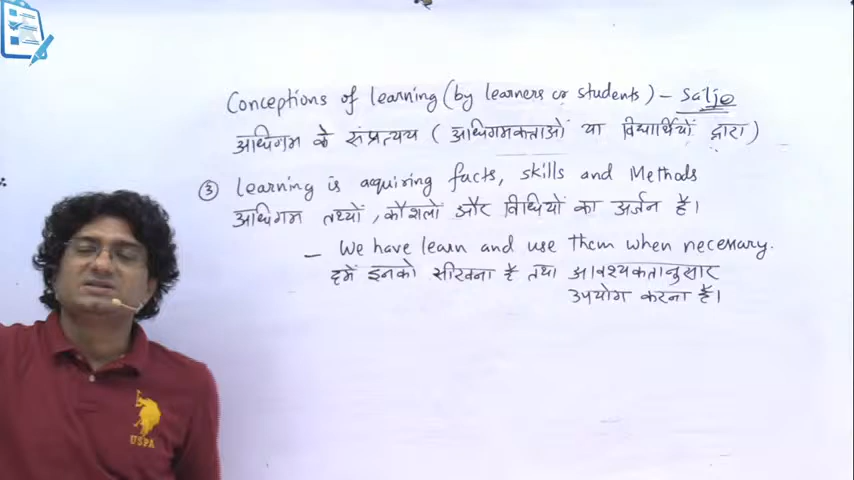 Conceptions of learning (by learners or students) - Saljo
अधिगम के संप्रत्यय ( अधिगमकर्त्ताओं या विद्यार्थियों द्वारा )
③ Learning is acquiring facts, skills and Methods
अधिगम तथ्यों, कौशलों और विधियों का अर्जन है।
- We have learn and use them when necessary.
हमें इनको सीखना है तथा आवश्यकतानुसार
उपयोग करना है।
USPA